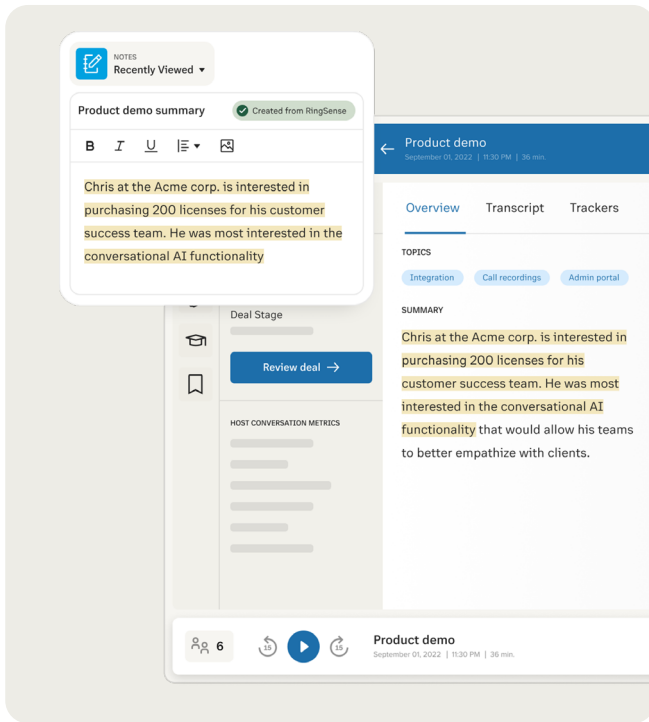 NOTES
Recently Viewed
Product demo summary
Created from RingSense
B I U
Chris at the Acme corp. is interested in
purchasing 200 licenses for his customer
success team. He was most interested in the
conversational AI functionality
Product demo
September 01, 2022 | 11:30 PM | 36 min.
Overview Transcript Trackers
TOPICS
Integration Call recordings Admin portal
SUMMARY
Chris at the Acme corp. is interested in
purchasing 200 licenses for his
customer success team. He was most
interested in the conversational AI
functionality that would allow his teams
to better empathize with clients.
Deal Stage
Review deal →
HOST CONVERSATION METRICS
6
15
15
Product demo
September 01, 2022 | 11:30 PM | 36 min.